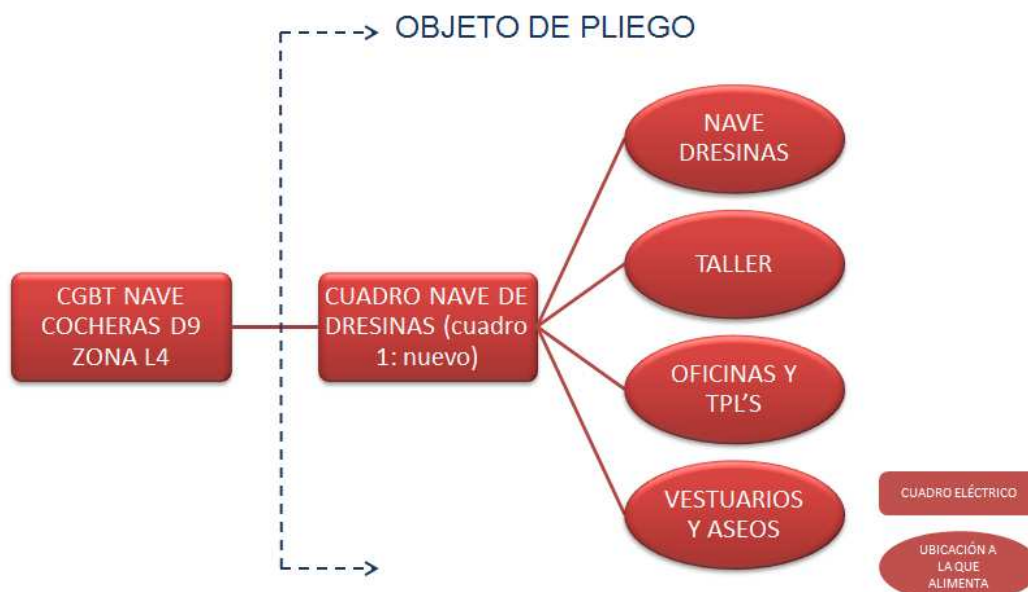 OBJETO DE PLIEGO
NAVE
DRESINAS
TALLER
CGBT NAVE
COCHERAS D9
ZONA L4
CUADRO NAVE DE
DRESINAS (cuadro
1: nuevo)
OFICINAS Y
TPL’S
VESTUARIOS
Y ASEOS
CUADRO ELÉCTRICO
UBICACIÓN A
LA QUE
ALIMENTA